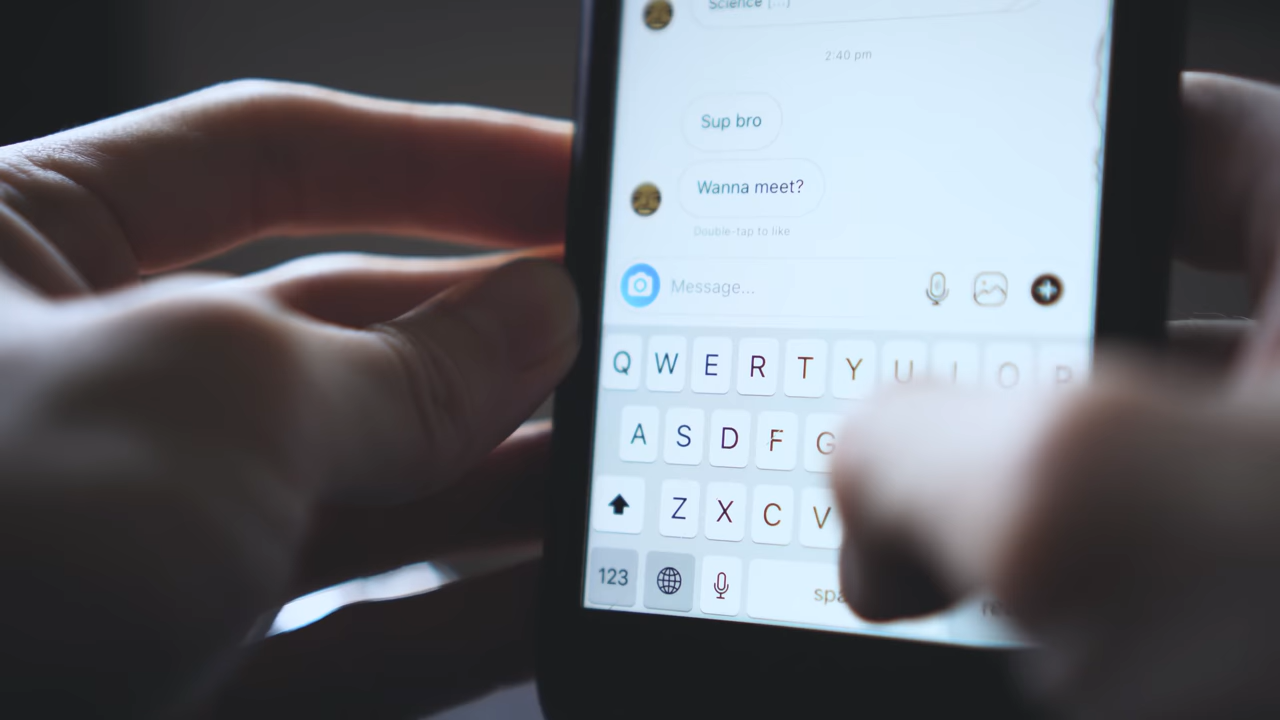 Science [...]
2:40 pm
Sup bro
Wanna meet?
Double-tap to like
Message...
Q W E R T Y U I O P
A S D F G
Z X C V
123